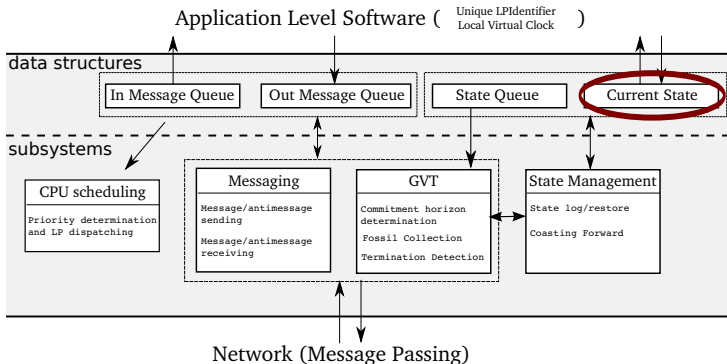 Application Level Software ( Unique LPIdentifier
Local Virtual Clock )
data structures
In Message Queue
Out Message Queue
State Queue
Current State
subsystems
CPU scheduling
Priority determination
and LP dispatching
Messaging
Message/antimessage
sending
Message/antimessage
receiving
GVT
Commitment horizon
determination
Fossil Collection
Termination Detection
State Management
State log/restore
Coasting Forward
Network (Message Passing)